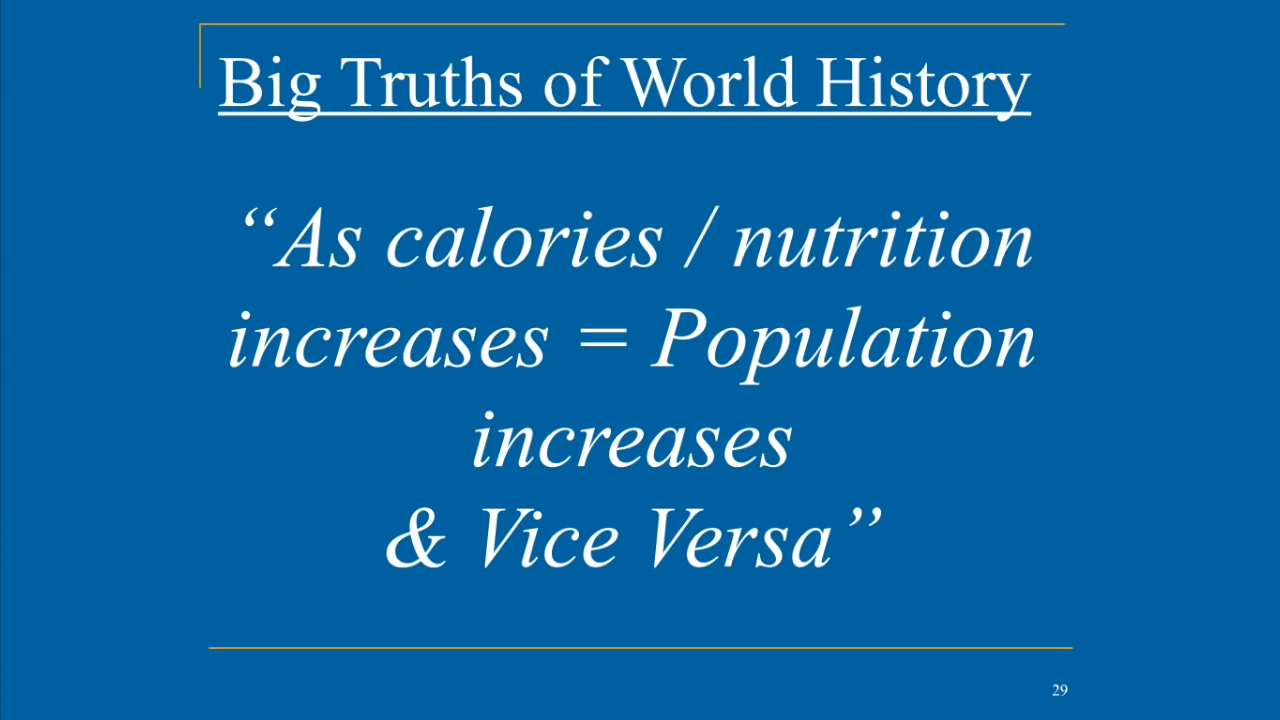 Big Truths of World History
“As calories / nutrition
increases = Population
increases
& Vice Versa”
29